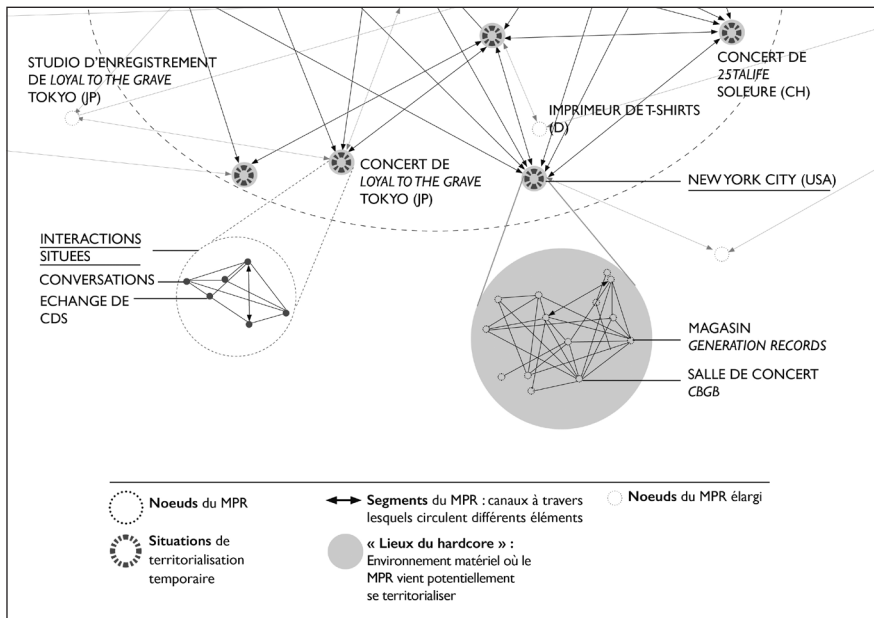 STUDIO D'ENREGISTREMENT
DE LOYAL TO THE GRAVE
TOKYO (JP)
CONCERT DE
25TALIFE
SOLEURE (CH)
IMPRIMEUR DE T-SHIRTS
(D)
CONCERT DE
LOYAL TO THE GRAVE
TOKYO (JP)
NEW YORK CITY (USA)
INTERACTIONS
SITUEES
CONVERSATIONS
ECHANGE DE
CDS
MAGASIN
GENERATION RECORDS
SALLE DE CONCERT
CBGB
Noeuds du MPR
Situations de
territorialisation
temporaire
Segments du MPR : canaux à travers
lesquels circulent différents éléments
« Lieux du hardcore » :
Environnement matériel où le
MPR vient potentiellement
se territorialiser
Noeuds du MPR élargi